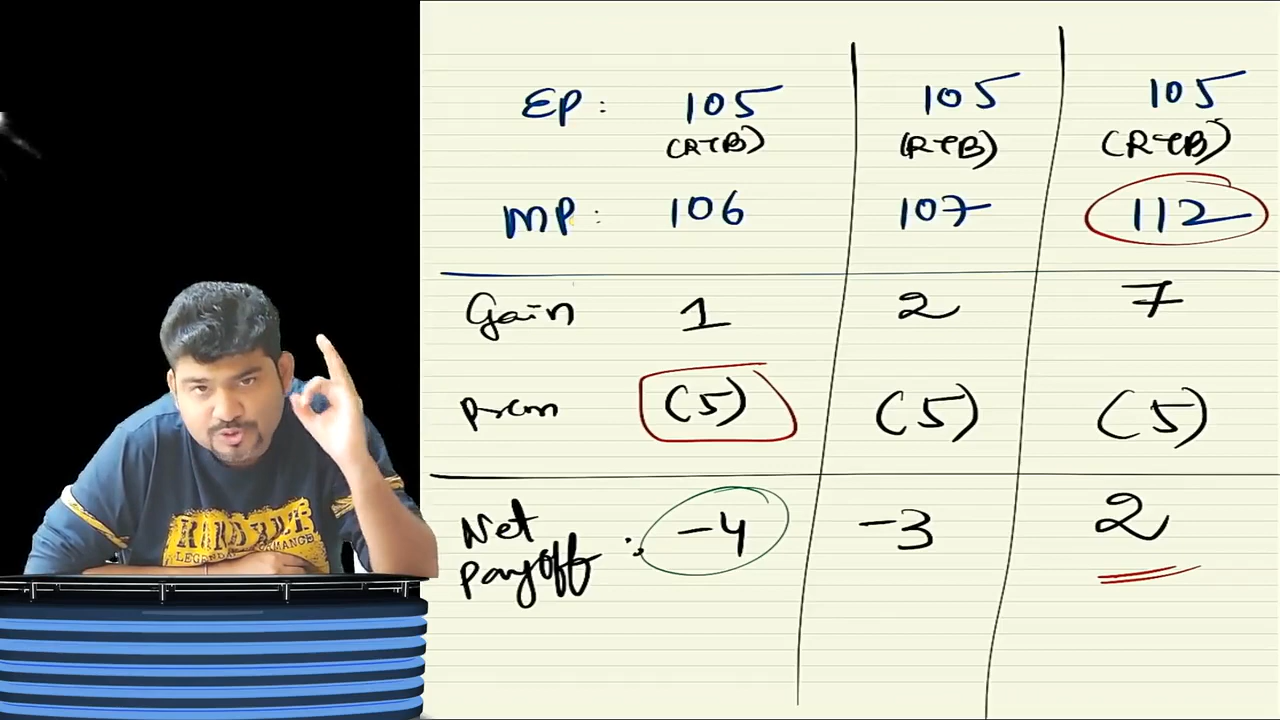 EP: 105 105 105
(RTB) (RTB) (RTB)
MP: 106 107 112
Gain 1 2 7
Prem (5) (5) (5)
Net
Payoff : -4 -3 2